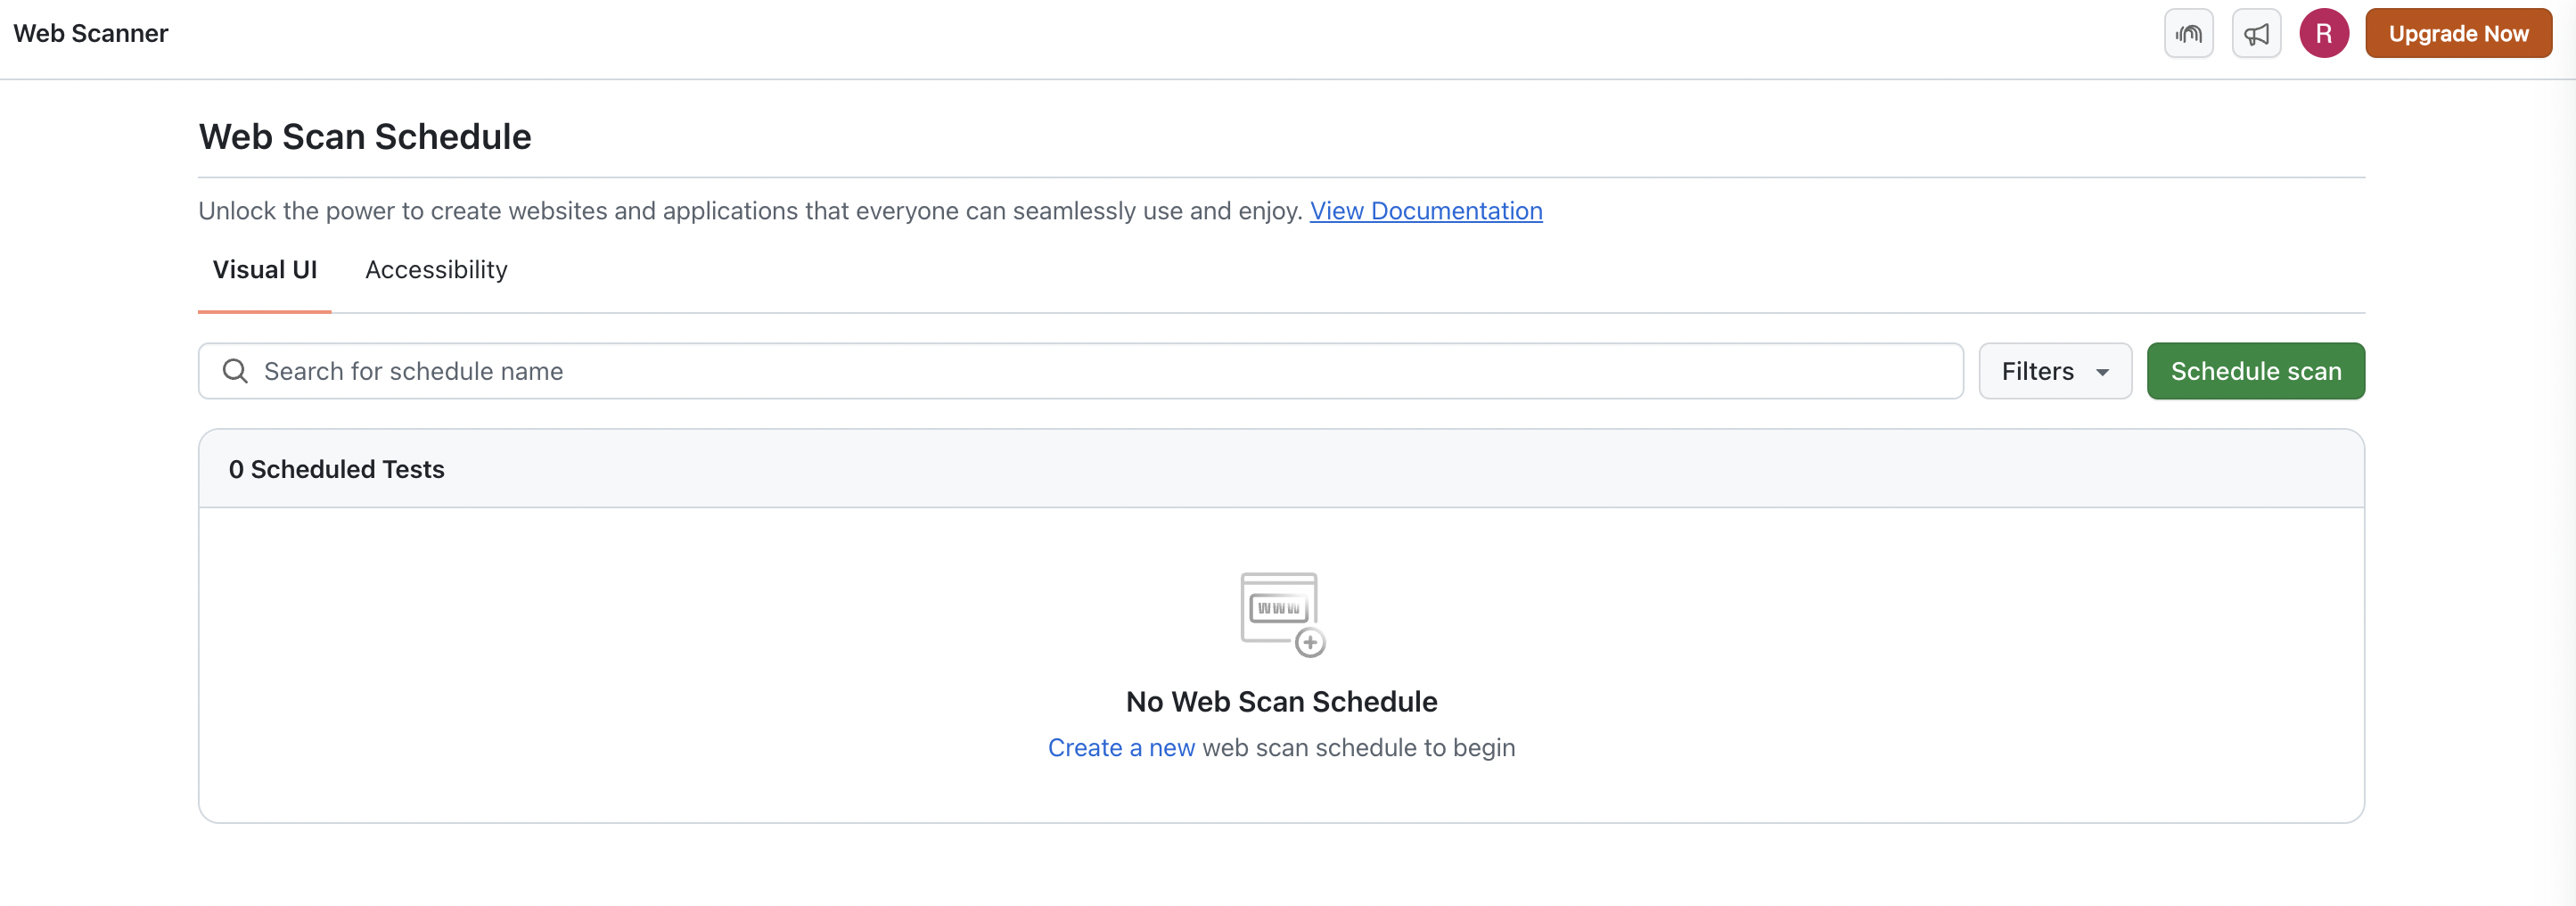 Web Scanner
R
Upgrade Now
Web Scan Schedule
Unlock the power to create websites and applications that everyone can seamlessly use and enjoy. View Documentation
Visual UI
Accessibility
Search for schedule name
Filters
Schedule scan
0 Scheduled Tests
WWW
No Web Scan Schedule
Create a new web scan schedule to begin